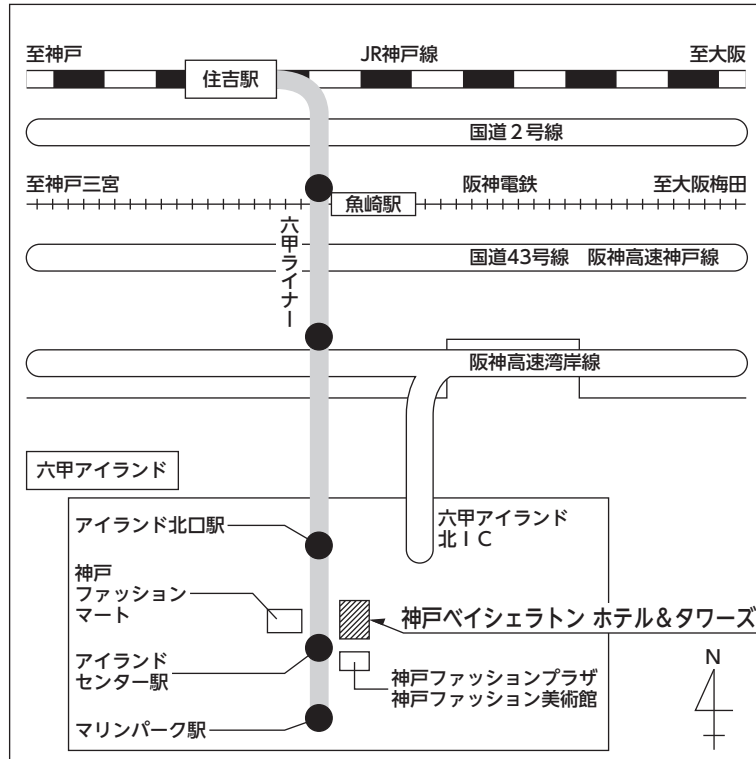 至神戸
JR神戸線
至大阪
住吉駅
国道2号線
至神戸三宮
阪神電鉄
至大阪梅田
魚崎駅
六甲ライナー
国道43号線 阪神高速神戸線
阪神高速湾岸線
六甲アイランド
アイランド北口駅
六甲アイランド
北IC
神戸
ファッション
マート
神戸ベイシェラトン ホテル&タワーズ
アイランド
センター駅
神戸ファッションプラザ
神戸ファッション美術館
マリンパーク駅
N